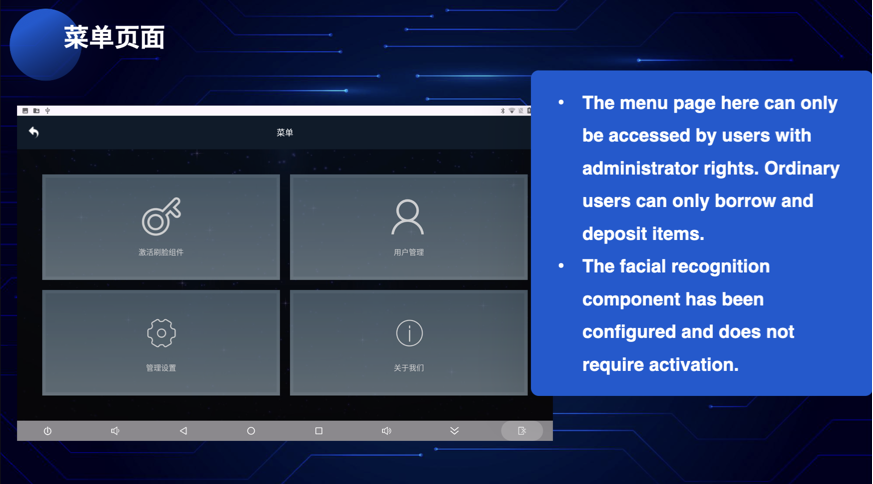 菜单页面
菜单
激活刷脸组件
用户管理
管理设置
关于我们
• The menu page here can only
be accessed by users with
administrator rights. Ordinary
users can only borrow and
deposit items.
• The facial recognition
component has been
configured and does not
require activation.